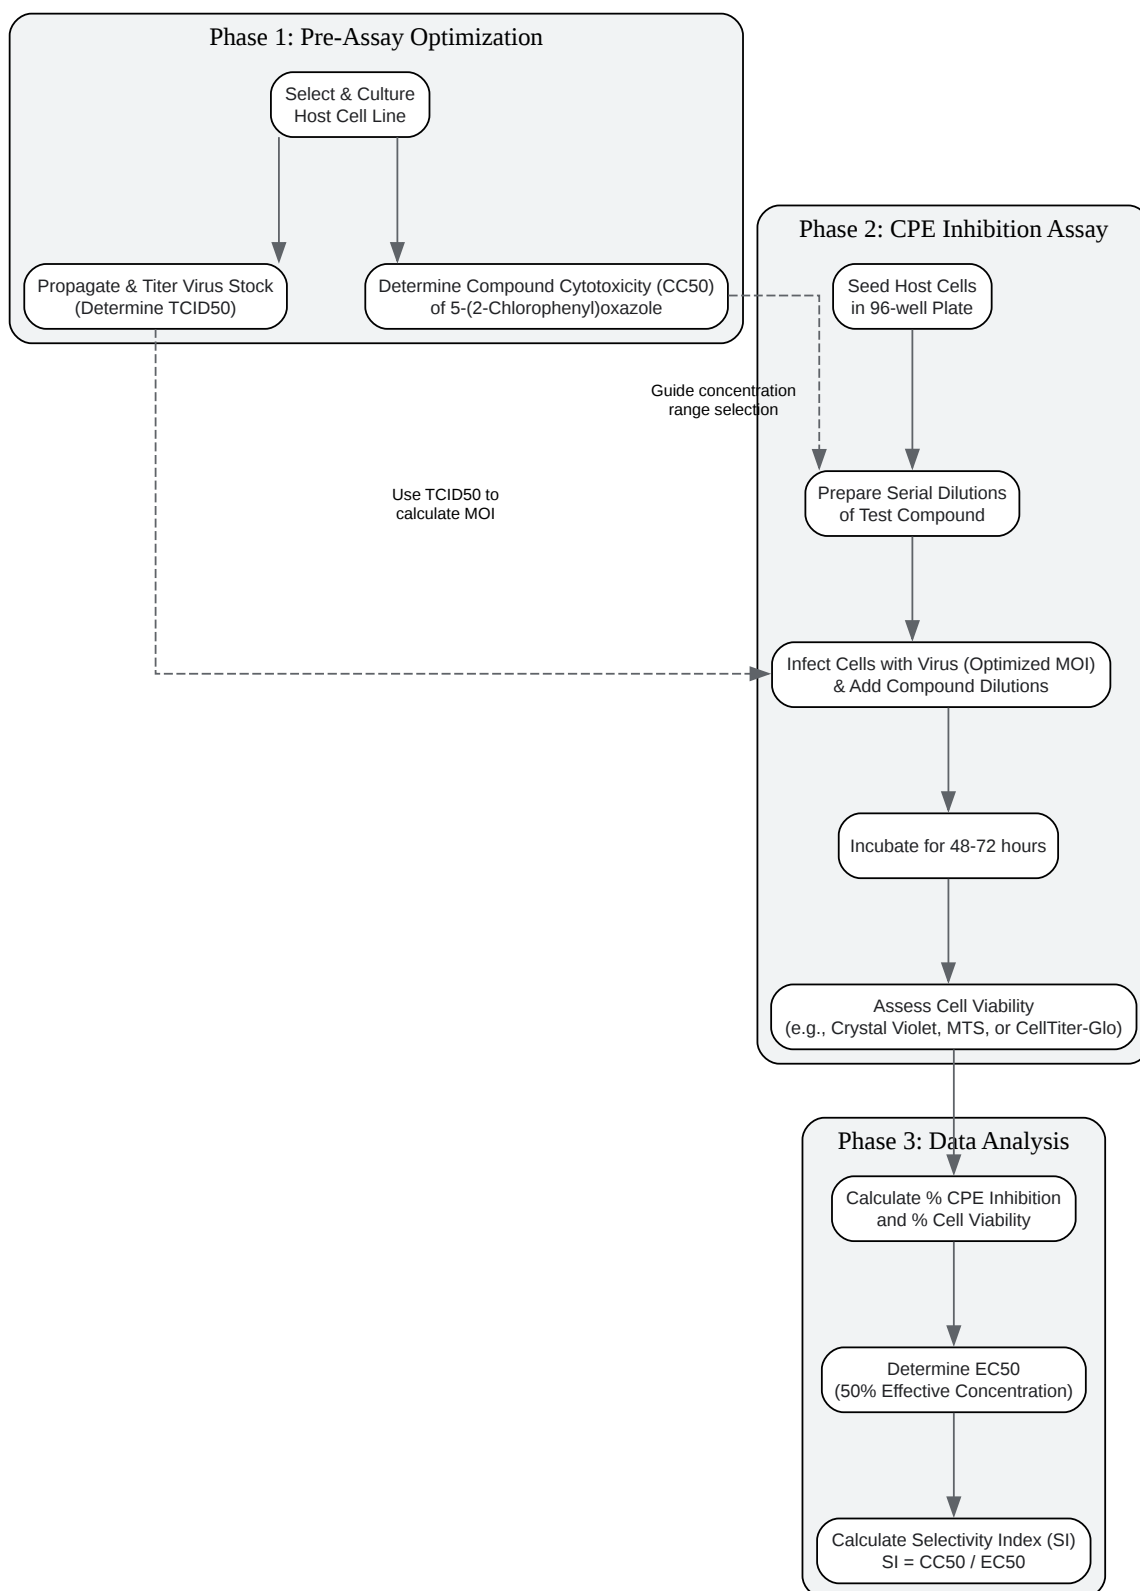 Phase 1: Pre-Assay Optimization
Select & Culture
Host Cell Line
Propagate & Titer Virus Stock
(Determine TCID50)
Determine Compound Cytotoxicity (CC50)
of 5-(2-Chlorophenyl)oxazole
Phase 2: CPE Inhibition Assay
Seed Host Cells
in 96-well Plate
Guide concentration
range selection
Use TCID50 to
calculate MOI
Prepare Serial Dilutions
of Test Compound
Infect Cells with Virus (Optimized MOI)
& Add Compound Dilutions
Incubate for 48-72 hours
Assess Cell Viability
(e.g., Crystal Violet, MTS, or CellTiter-Glo)
Phase 3: Data Analysis
Calculate % CPE Inhibition
and % Cell Viability
Determine EC50
(50% Effective Concentration)
Calculate Selectivity Index (SI)
SI = CC50 / EC50